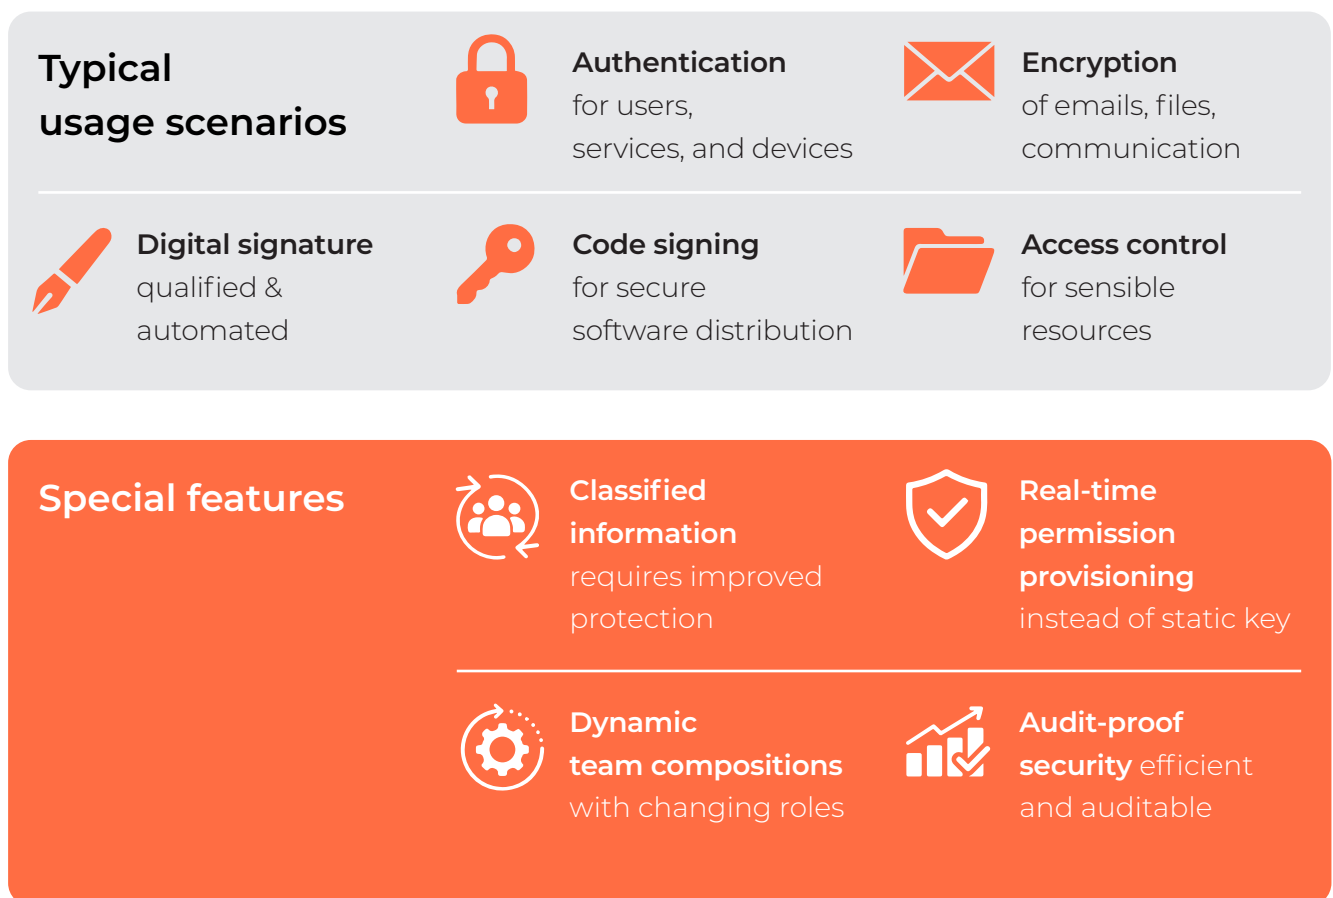 Typical
usage scenarios
Authentication
for users,
services, and devices
Encryption
of emails, files,
communication
Digital signature
qualified &
automated
Code signing
for secure
software distribution
Access control
for sensible
resources
Special features
Classified
information
requires improved
protection
Real-time
permission
provisioning
instead of static key
Dynamic
team compositions
with changing roles
Audit-proof
security efficient
and auditable